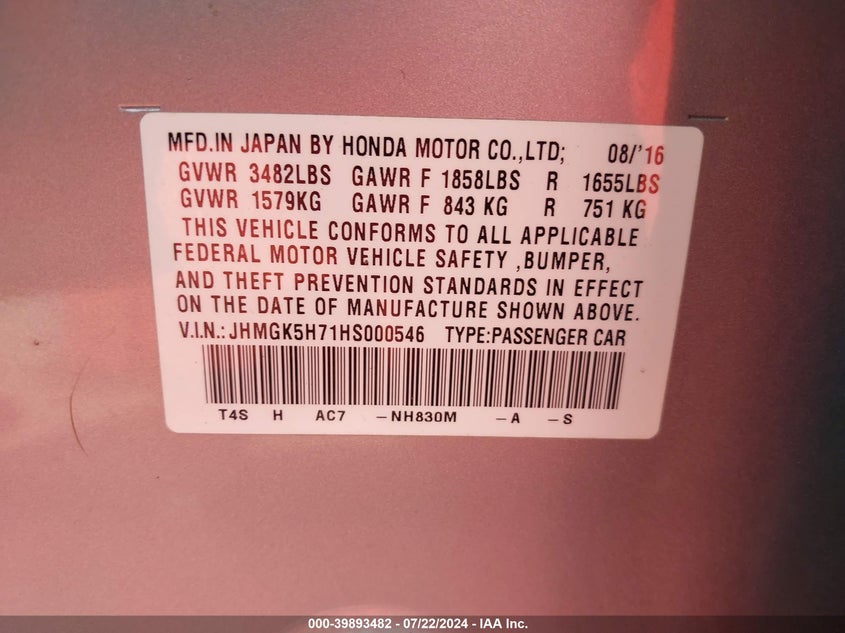 MFD.IN JAPAN BY HONDA MOTOR CO.,LTD; 08/'16
GVWR 3482LBS GAWR F 1858LBS R 1655LBS
GVWR 1579KG GAWR F 843 KG R 751 KG
THIS VEHICLE CONFORMS TO ALL APPLICABLE
FEDERAL MOTOR VEHICLE SAFETY ,BUMPER,
AND THEFT PREVENTION STANDARDS IN EFFECT
ON THE DATE OF MANUFACTURE SHOWN ABOVE.
V.I.N.: JHMGK5H71HS000546 TYPE:PASSENGER CAR
T4S H AC7 -NH830M -A -S
000-39893482 - 07/22/2024 - IAA Inc.